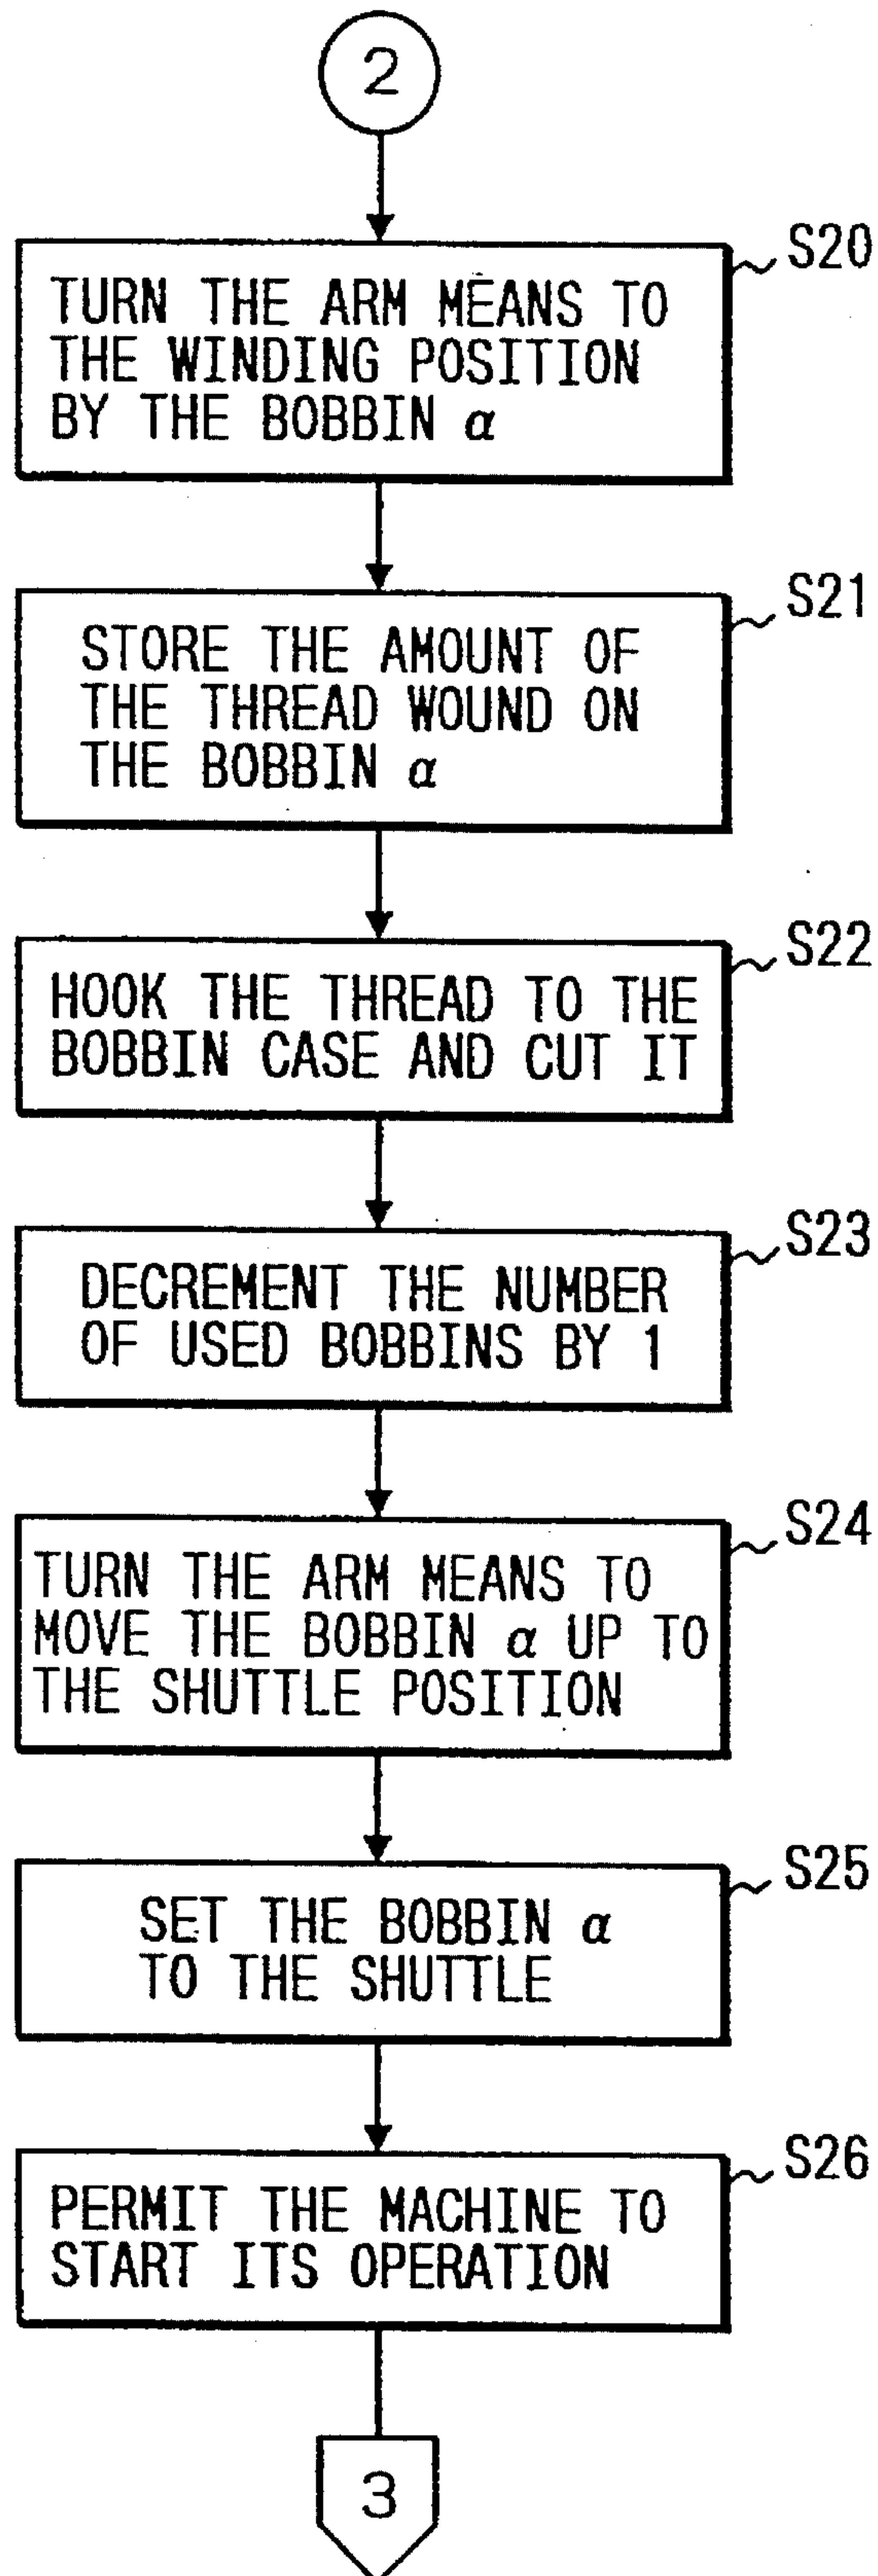 2
S20
TURN THE ARM MEANS TO
THE WINDING POSITION
BY THE BOBBIN α
S21
STORE THE AMOUNT OF
THE THREAD WOUND ON
THE BOBBIN α
S22
HOOK THE THREAD TO THE
BOBBIN CASE AND CUT IT
S23
DECREMENT THE NUMBER
OF USED BOBBINS BY 1
S24
TURN THE ARM MEANS TO
MOVE THE BOBBIN α UP TO
THE SHUTTLE POSITION
S25
SET THE BOBBIN α
TO THE SHUTTLE
S26
PERMIT THE MACHINE TO
START ITS OPERATION
3